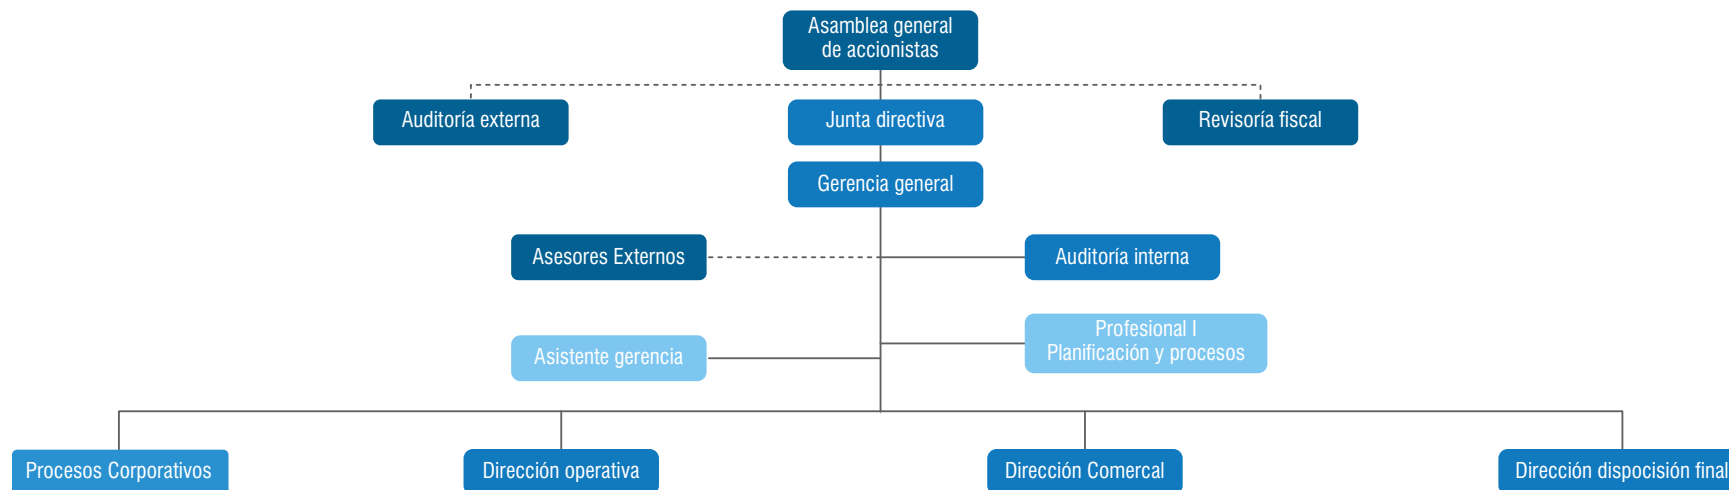 Asamblea general
de accionistas
Auditoría externa
Junta directiva
Revisoría fiscal
Gerencia general
Asesores Externos
Auditoría interna
Profesional I
Planificación y procesos
Asistente gerencia
Procesos Corporativos
Dirección operativa
Dirección Comercal
Dirección dispocisión final